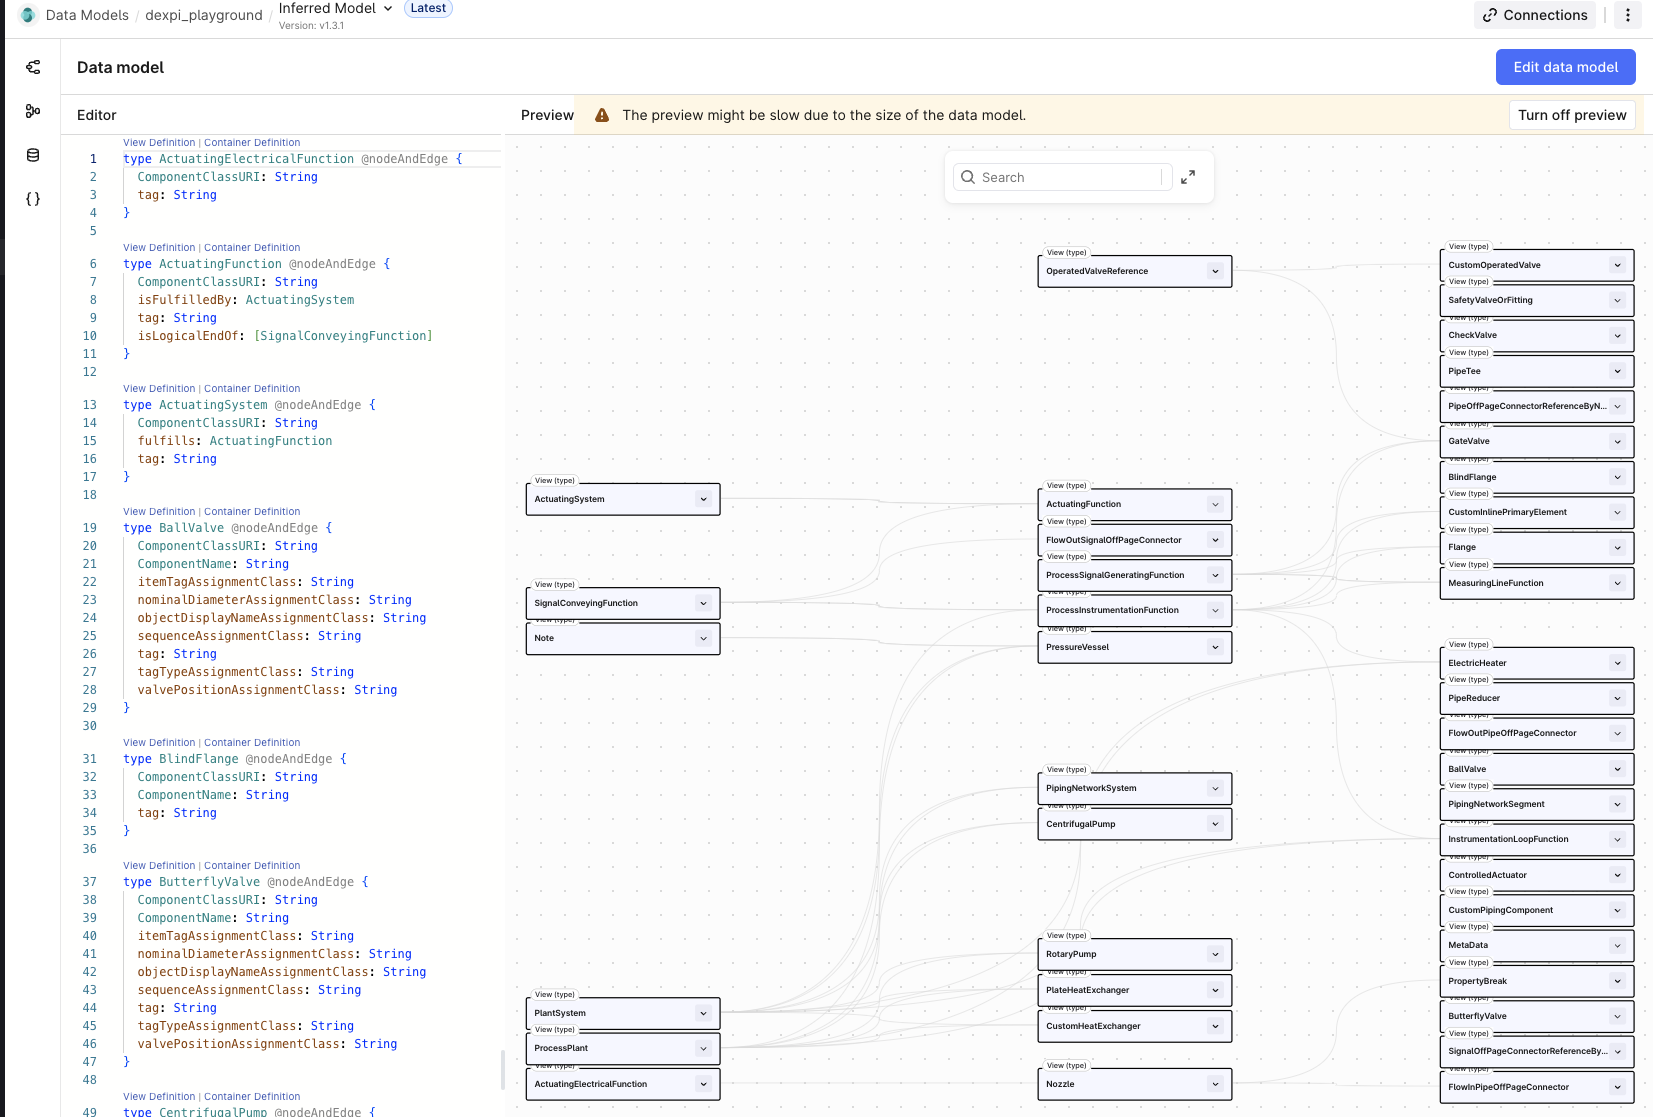 Data Models / dexpi_playground / Inferred Model Latest
Version: v1.3.1
Connections
Data model
Edit data model
Editor
Preview
The preview might be slow due to the size of the data model.
Turn off preview
View Definition | Container Definition
1 type ActuatingElectricalFunction @nodeAndEdge {
2 ComponentClassURI: String
3 tag: String
4 }
5
View Definition | Container Definition
6 type ActuatingFunction @nodeAndEdge {
7 ComponentClassURI: String
8 isFulfilledBy: ActuatingSystem
9 tag: String
10 isLogicalEndOf: [SignalConveyingFunction]
11 }
12
View Definition | Container Definition
13 type ActuatingSystem @nodeAndEdge {
14 ComponentClassURI: String
15 fulfills: ActuatingFunction
16 tag: String
17 }
18
View Definition | Container Definition
19 type BallValve @nodeAndEdge {
20 ComponentClassURI: String
21 ComponentName: String
22 itemTagAssignmentClass: String
23 nominalDiameterAssignmentClass: String
24 objectDisplayNameAssignmentClass: String
25 sequenceAssignmentClass: String
26 tag: String
27 tagTypeAssignmentClass: String
28 valvePositionAssignmentClass: String
29 }
30
View Definition | Container Definition
31 type BlindFlange @nodeAndEdge {
32 ComponentClassURI: String
33 ComponentName: String
34 tag: String
35 }
36
View Definition | Container Definition
37 type ButterflyValve @nodeAndEdge {
38 ComponentClassURI: String
39 ComponentName: String
40 itemTagAssignmentClass: String
41 nominalDiameterAssignmentClass: String
42 objectDisplayNameAssignmentClass: String
43 sequenceAssignmentClass: String
44 tag: String
45 tagTypeAssignmentClass: String
46 valvePositionAssignmentClass: String
47 }
48
View Definition | Container Definition
49 type CentrifugalPump @nodeAndEdge {
Search
View (type)
ActuatingSystem
View (type)
SignalConveyingFunction
View (type)
Note
View (type)
PlantSystem
View (type)
ProcessPlant
View (type)
ActuatingElectricalFunction
View (type)
OperatedValveReference
View (type)
ActuatingFunction
View (type)
FlowOutSignalOffPageConnector
View (type)
ProcessSignalGeneratingFunction
View (type)
ProcessInstrumentationFunction
View (type)
PressureVessel
View (type)
PipingNetworkSystem
View (type)
CentrifugalPump
View (type)
RotaryPump
View (type)
PlateHeatExchanger
View (type)
CustomHeatExchanger
View (type)
Nozzle
View (type)
CustomOperatedValve
View (type)
SafetyValveOrFitting
View (type)
CheckValve
View (type)
PipeTee
View (type)
PipeOffPageConnectorReferenceByN...
View (type)
GateValve
View (type)
BlindFlange
View (type)
CustomInlinePrimaryElement
View (type)
Flange
View (type)
MeasuringLineFunction
View (type)
ElectricHeater
View (type)
PipeReducer
View (type)
FlowOutPipeOffPageConnector
View (type)
BallValve
View (type)
PipingNetworkSegment
View (type)
InstrumentationLoopFunction
View (type)
ControlledActuator
View (type)
CustomPipingComponent
View (type)
MetaData
View (type)
PropertyBreak
View (type)
ButterflyValve
View (type)
SignalOffPageConnectorReferenceBy...
View (type)
FlowInPipeOffPageConnector